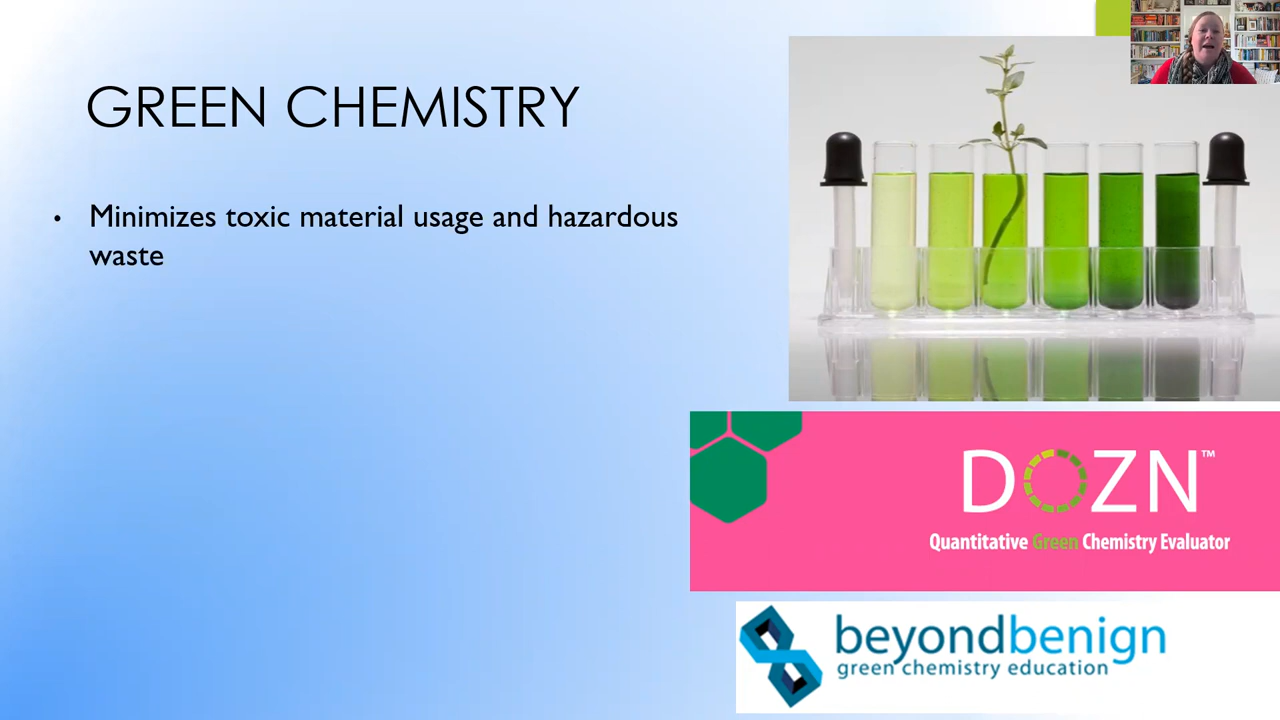 GREEN CHEMISTRY
• Minimizes toxic material usage and hazardous
waste
DOZN™
Quantitative Green Chemistry Evaluator
beyondbenign
green chemistry education